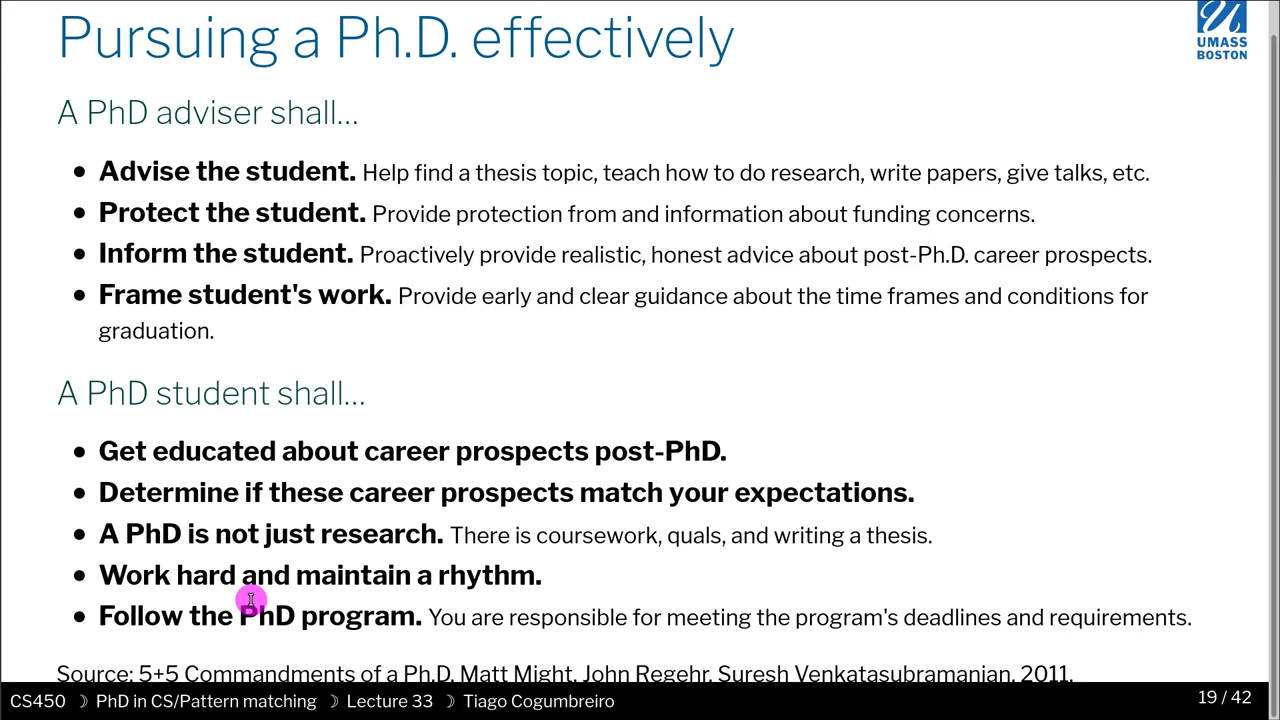 Pursuing a Ph.D. effectively
UMASS
BOSTON
A PhD adviser shall...
• Advise the student. Help find a thesis topic, teach how to do research, write papers, give talks, etc.
• Protect the student. Provide protection from and information about funding concerns.
• Inform the student. Proactively provide realistic, honest advice about post-Ph.D. career prospects.
• Frame student's work. Provide early and clear guidance about the time frames and conditions for
graduation.
A PhD student shall...
• Get educated about career prospects post-PhD.
• Determine if these career prospects match your expectations.
• A PhD is not just research. There is coursework, quals, and writing a thesis.
• Work hard and maintain a rhythm.
• Follow the PhD program. You are responsible for meeting the program's deadlines and requirements.
Source: 5+5 Commandments of a Ph.D. Matt Might, John Regehr, Suresh Venkatasubramanian. 2011.
CS450 ☽ PhD in CS/Pattern matching ☽ Lecture 33 ☽ Tiago Cogumbreiro
19 / 42